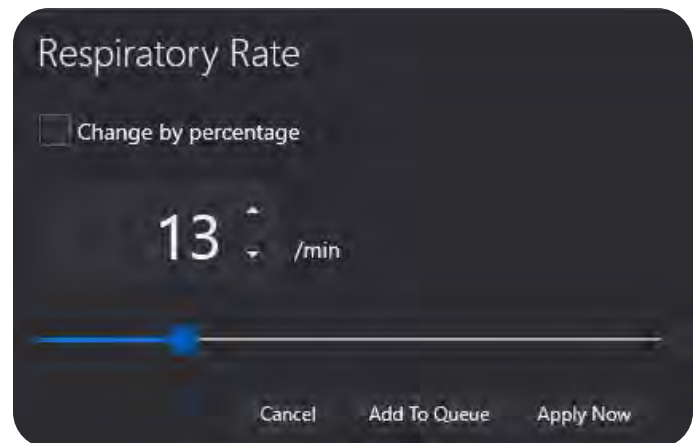 Respiratory Rate
Change by percentage
13 /min
Cancel Add To Queue Apply Now